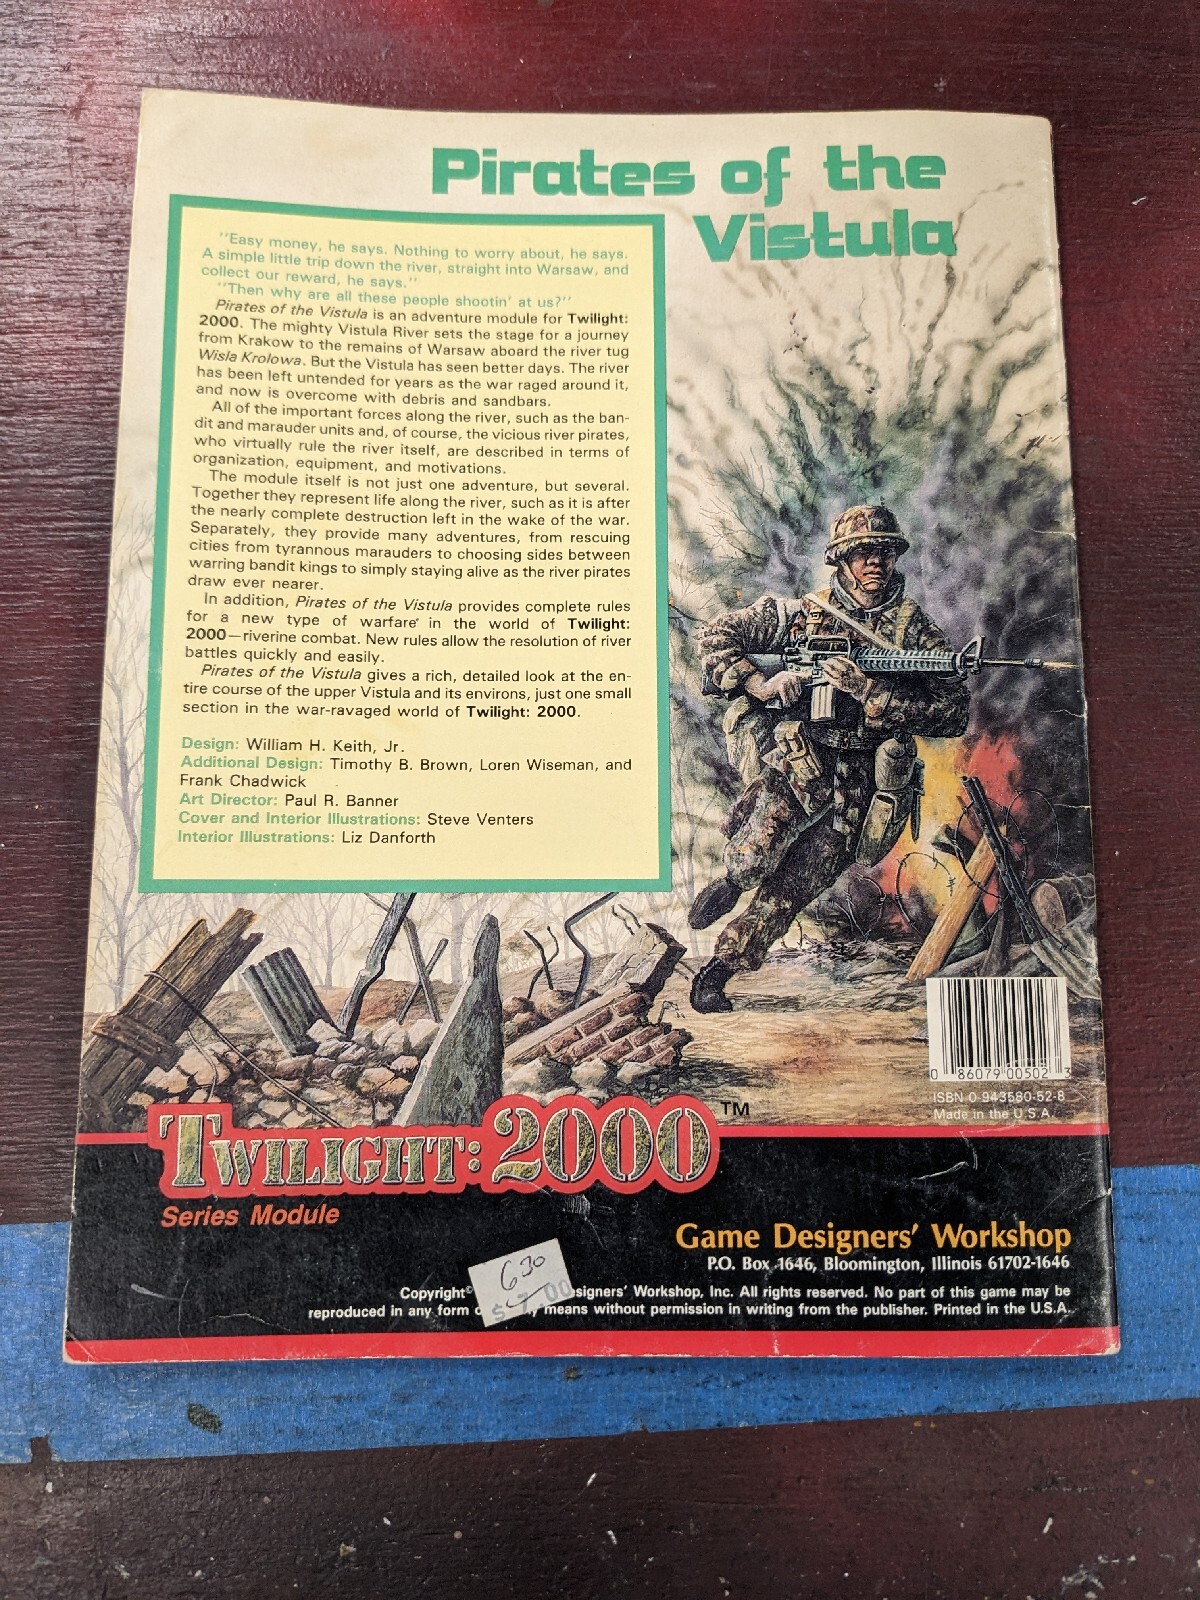 Pirates of the
Vistula
"Easy money, he says. Nothing to worry about, he says.
A simple little trip down the river, straight into Warsaw, and
collect our reward, he says."
"Then why are all these people shootin' at us?"
Pirates of the Vistula is an adventure module for Twilight:
2000. The mighty Vistula River sets the stage for a journey
from Krakow to the remains of Warsaw aboard the river tug
Wisla Krolowa. But the Vistula has seen better days. The river
has been left untended for years as the war raged around it,
and now is overcome with debris and sandbars.
All of the important forces along the river, such as the ban-
dit and marauder units and, of course, the vicious river pirates,
who virtually rule the river itself, are described in terms of
organization, equipment, and motivations.
The module itself is not just one adventure, but several.
Together they represent life along the river, such as it is after
the nearly complete destruction left in the wake of the war.
Separately, they provide many adventures, from rescuing
cities from tyrannous marauders to choosing sides between
warring bandit kings to simply staying alive as the river pirates
draw ever nearer.
In addition, Pirates of the Vistula provides complete rules
for a new type of warfare in the world of Twilight:
2000—riverine combat. New rules allow the resolution of river
battles quickly and easily.
Pirates of the Vistula gives a rich, detailed look at the en-
tire course of the upper Vistula and its environs, just one small
section in the war-ravaged world of Twilight: 2000.
Design: William H. Keith, Jr.
Additional Design: Timothy B. Brown, Loren Wiseman, and
Frank Chadwick
Art Director: Paul R. Banner
Cover and Interior Illustrations: Steve Venters
Interior Illustrations: Liz Danforth
0 86079 00502 3
ISBN 0-943580-52-8
Made in the U.S.A.
TWILIGHT: 2000™
Series Module
Game Designers' Workshop
P.O. Box 1646, Bloomington, Illinois 61702-1646
630
$ 7.00
Copyright© esigners' Workshop, Inc. All rights reserved. No part of this game may be
reproduced in any form means without permission in writing from the publisher. Printed in the U.S.A.